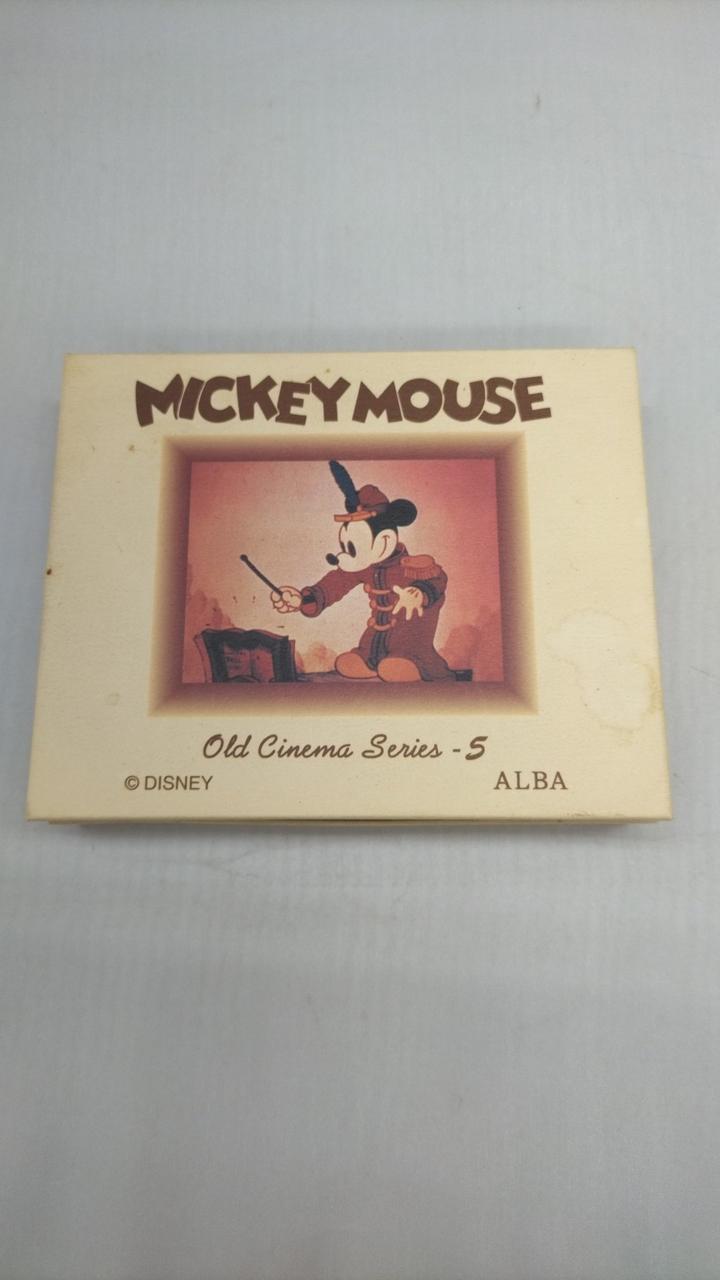 MICKEY MOUSE
Old Cinema Series - 5
© DISNEY
ALBA